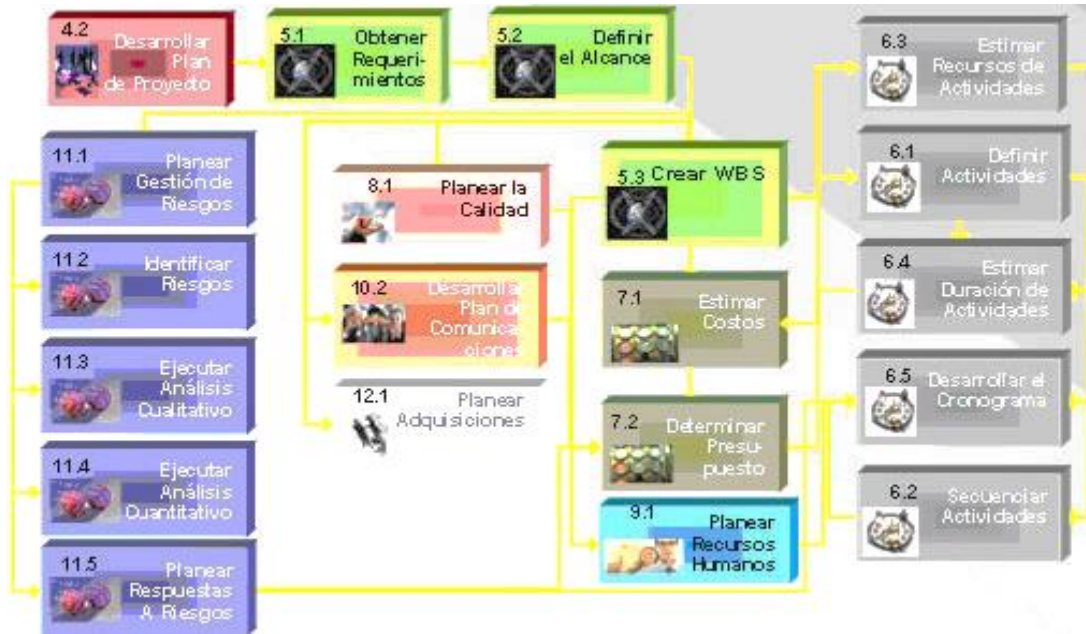 4.2
Desarrollar
Plan
de Proyecto
5.1
Obtener
Requeri-
mientos
5.2
Definir
el Alcance
6.3
Estimar
Recursos de
Actividades
11.1
Planear
Gestión de
Riesgos
8.1
Planear la
Calidad
5.3 Crear WBS
6.1
Definir
Actividades
11.2
Identificar
Riesgos
10.2
Desarrollar
Plan de
Comunica-
ciones
7.1
Estimar
Costos
6.4
Estimar
Duración de
Actividades
11.3
Ejecutar
Análisis
Cualitativo
12.1
Planear
Adquisiciones
7.2
Determinar
Presu-
puesto
6.5
Desarrollar el
Cronograma
11.4
Ejecutar
Análisis
Cuantitativo
9.1
Planear
Recursos
Humanos
6.2
Secuenciar
Actividades
11.5
Planear
Respuestas
A Riesgos